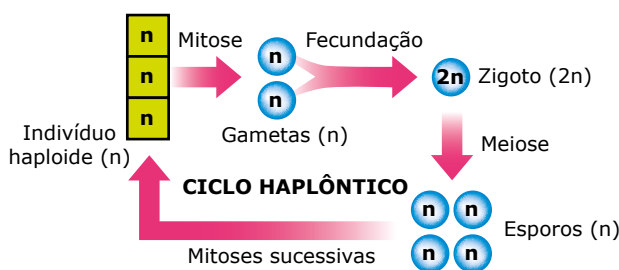 n
n
n
Mitose
n
n
Gametas (n)
Fecundação
2n
Zigoto (2n)
Meiose
Indivíduo
haploide (n)
CICLO HAPLÔNTICO
n n
n n
Esporos (n)
Mitoses sucessivas